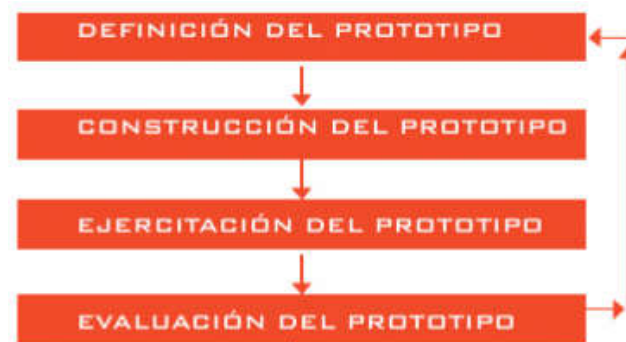 DEFINICIÓN DEL PROTOTIPO
CONSTRUCCIÓN DEL PROTOTIPO
EJERCITACIÓN DEL PROTOTIPO
EVALUACIÓN DEL PROTOTIPO